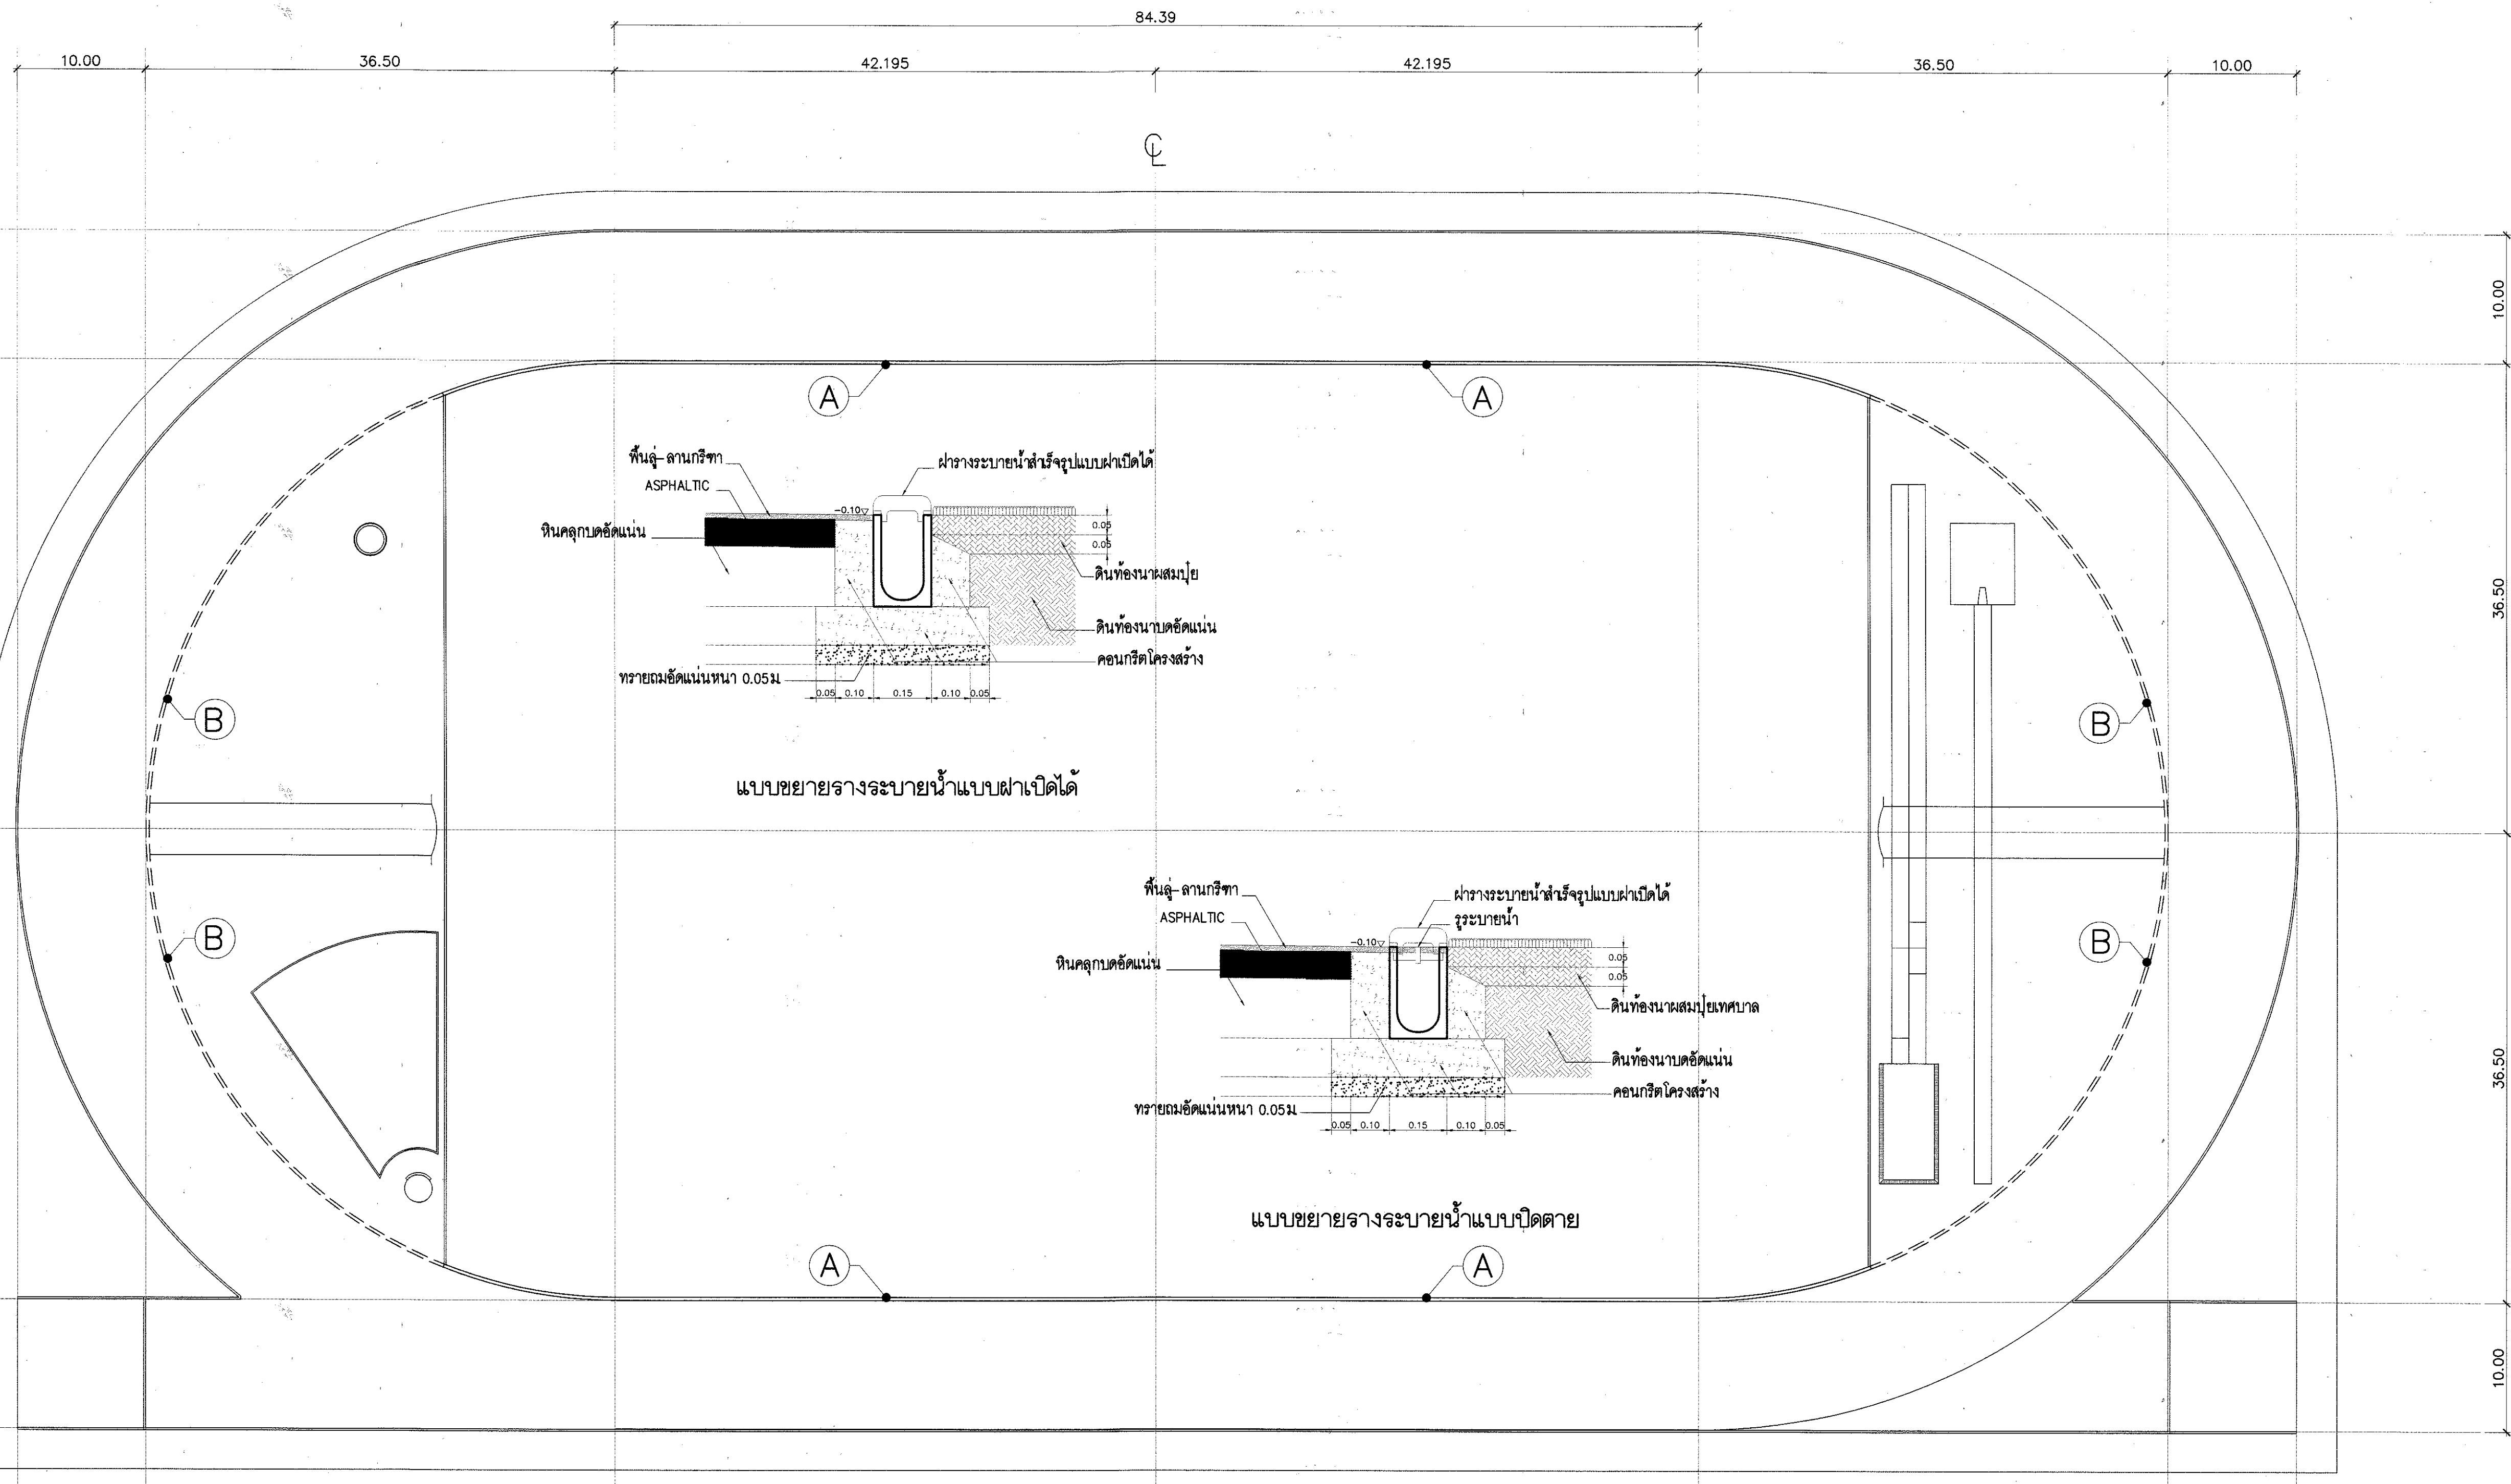 84.39
10.00
36.50
42.195
42.195
36.50
10.00
℄
10.00
36.50
36.50
10.00
A
A
พื้นลู่-ลานกรีฑา
ฝารางระบายน้ำสำเร็จรูปแบบฝาเปิดได้
ASPHALTIC
-0.10
หินคลุกบดอัดแน่น
0.05
0.05
ดินท้องนาผสมปุ๋ย
ดินท้องนาบดอัดแน่น
คอนกรีตโครงสร้าง
ทรายถมอัดแน่นหนา 0.05ม.
0.05 0.10 0.15 0.10 0.05
B
B
แบบขยายรางระบายน้ำแบบฝาเปิดได้
พื้นลู่-ลานกรีฑา
ฝารางระบายน้ำสำเร็จรูปแบบฝาเปิดได้
ASPHALTIC
รูระบายน้ำ
-0.10
หินคลุกบดอัดแน่น
0.05
0.05
ดินท้องนาผสมปุ๋ยเทศบาล
ดินท้องนาบดอัดแน่น
คอนกรีตโครงสร้าง
ทรายถมอัดแน่นหนา 0.05ม.
0.05 0.10 0.15 0.10 0.05
B
B
แบบขยายรางระบายน้ำแบบปิดตาย
A
A